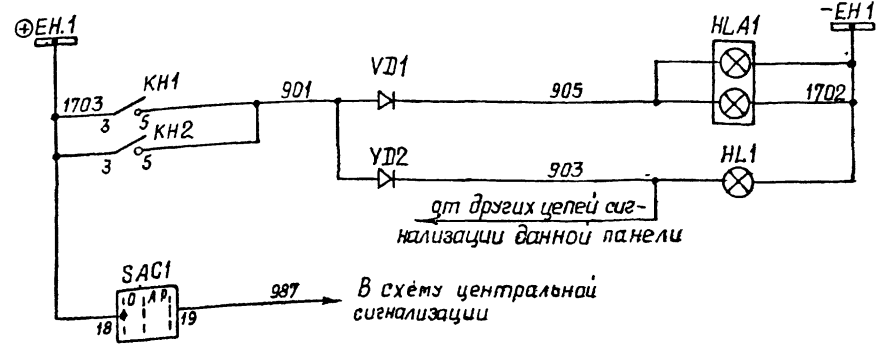 ⊕EH.1
-EH1
HLA1
1703
KH1
3
5
KH2
3
5
901
VD1
905
1702
VD2
903
HL1
от других цепей сиг-
нализации данной панели
SAC1
О
А
Р
18
19
987
В схему центральной
сигнализации